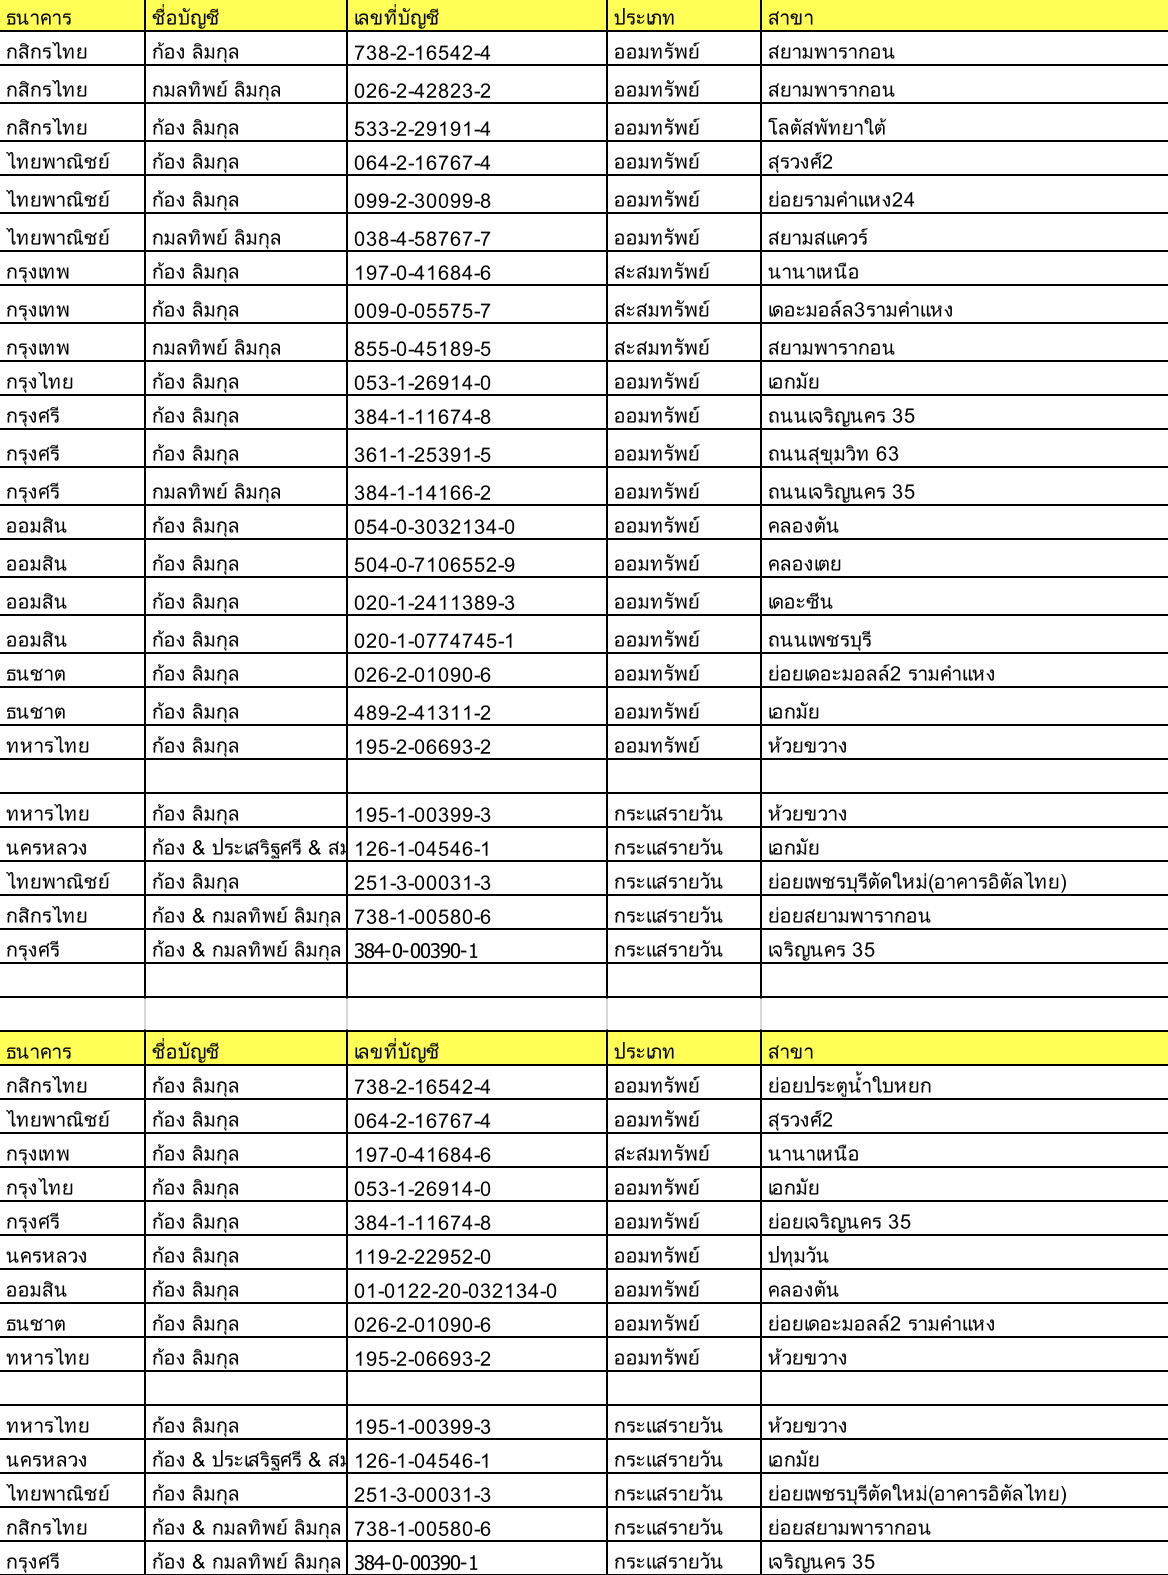 ธนาคาร ชื่อบัญชี เลขที่บัญชี ประเภท สาขา
กสิกรไทย ก้อง ลิมกุล 738-2-16542-4 ออมทรัพย์ สยามพารากอน
กสิกรไทย กมลทิพย์ ลิมกุล 026-2-42823-2 ออมทรัพย์ สยามพารากอน
กสิกรไทย ก้อง ลิมกุล 533-2-29191-4 ออมทรัพย์ โลตัสพัทยาใต้
ไทยพาณิชย์ ก้อง ลิมกุล 064-2-16767-4 ออมทรัพย์ สุรวงศ์2
ไทยพาณิชย์ ก้อง ลิมกุล 099-2-30099-8 ออมทรัพย์ ย่อยรามคำแหง24
ไทยพาณิชย์ กมลทิพย์ ลิมกุล 038-4-58767-7 ออมทรัพย์ สยามสแควร์
กรุงเทพ ก้อง ลิมกุล 197-0-41684-6 สะสมทรัพย์ นานาเหนือ
กรุงเทพ ก้อง ลิมกุล 009-0-05575-7 สะสมทรัพย์ เดอะมอล์ล3รามคำแหง
กรุงเทพ กมลทิพย์ ลิมกุล 855-0-45189-5 สะสมทรัพย์ สยามพารากอน
กรุงไทย ก้อง ลิมกุล 053-1-26914-0 ออมทรัพย์ เอกมัย
กรุงศรี ก้อง ลิมกุล 384-1-11674-8 ออมทรัพย์ ถนนเจริญนคร 35
กรุงศรี ก้อง ลิมกุล 361-1-25391-5 ออมทรัพย์ ถนนสุขุมวิท 63
กรุงศรี กมลทิพย์ ลิมกุล 384-1-14166-2 ออมทรัพย์ ถนนเจริญนคร 35
ออมสิน ก้อง ลิมกุล 054-0-3032134-0 ออมทรัพย์ คลองตัน
ออมสิน ก้อง ลิมกุล 504-0-7106552-9 ออมทรัพย์ คลองเตย
ออมสิน ก้อง ลิมกุล 020-1-2411389-3 ออมทรัพย์ เดอะซีน
ออมสิน ก้อง ลิมกุล 020-1-0774745-1 ออมทรัพย์ ถนนเพชรบุรี
ธนชาต ก้อง ลิมกุล 026-2-01090-6 ออมทรัพย์ ย่อยเดอะมอลล์2 รามคำแหง
ธนชาต ก้อง ลิมกุล 489-2-41311-2 ออมทรัพย์ เอกมัย
ทหารไทย ก้อง ลิมกุล 195-2-06693-2 ออมทรัพย์ ห้วยขวาง
ทหารไทย ก้อง ลิมกุล 195-1-00399-3 กระแสรายวัน ห้วยขวาง
นครหลวง ก้อง & ประเสริฐศรี & 126-1-04546-1 กระแสรายวัน เอกมัย
ไทยพาณิชย์ ก้อง ลิมกุล 251-3-00031-3 กระแสรายวัน ย่อยเพชรบุรีตัดใหม่(อาคารอิตัลไทย)
กสิกรไทย ก้อง & กมลทิพย์ ลิมกุล 738-1-00580-6 กระแสรายวัน ย่อยสยามพารากอน
กรุงศรี ก้อง & กมลทิพย์ ลิมกุล 384-0-00390-1 กระแสรายวัน เจริญนคร 35
ธนาคาร ชื่อบัญชี เลขที่บัญชี ประเภท สาขา
กสิกรไทย ก้อง ลิมกุล 738-2-16542-4 ออมทรัพย์ ย่อยประตูน้ำใบหยก
ไทยพาณิชย์ ก้อง ลิมกุล 064-2-16767-4 ออมทรัพย์ สุรวงศ์2
กรุงเทพ ก้อง ลิมกุล 197-0-41684-6 สะสมทรัพย์ นานาเหนือ
กรุงไทย ก้อง ลิมกุล 053-1-26914-0 ออมทรัพย์ เอกมัย
กรุงศรี ก้อง ลิมกุล 384-1-11674-8 ออมทรัพย์ ย่อยเจริญนคร 35
นครหลวง ก้อง ลิมกุล 119-2-22952-0 ออมทรัพย์ ปทุมวัน
ออมสิน ก้อง ลิมกุล 01-0122-20-032134-0 ออมทรัพย์ คลองตัน
ธนชาต ก้อง ลิมกุล 026-2-01090-6 ออมทรัพย์ ย่อยเดอะมอลล์2 รามคำแหง
ทหารไทย ก้อง ลิมกุล 195-2-06693-2 ออมทรัพย์ ห้วยขวาง
ทหารไทย ก้อง ลิมกุล 195-1-00399-3 กระแสรายวัน ห้วยขวาง
นครหลวง ก้อง & ประเสริฐศรี & 126-1-04546-1 กระแสรายวัน เอกมัย
ไทยพาณิชย์ ก้อง ลิมกุล 251-3-00031-3 กระแสรายวัน ย่อยเพชรบุรีตัดใหม่(อาคารอิตัลไทย)
กสิกรไทย ก้อง & กมลทิพย์ ลิมกุล 738-1-00580-6 กระแสรายวัน ย่อยสยามพารากอน
กรุงศรี ก้อง & กมลทิพย์ ลิมกุล 384-0-00390-1 กระแสรายวัน เจริญนคร 35